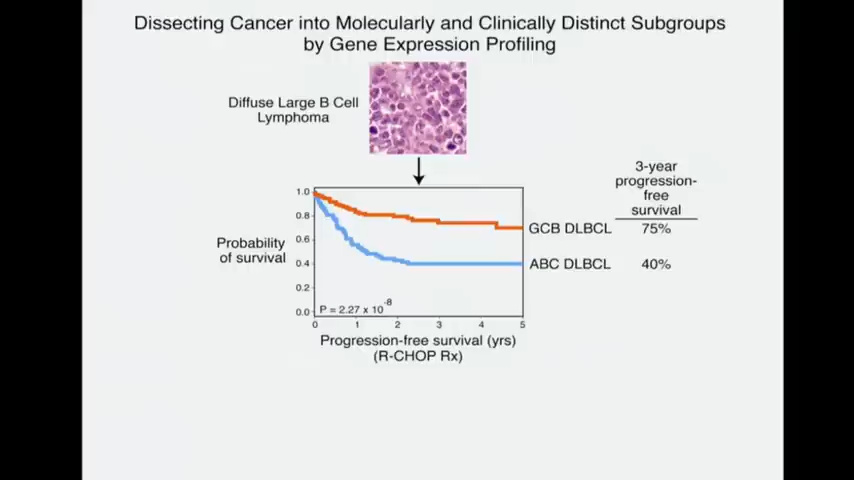 Dissecting Cancer into Molecularly and Clinically Distinct Subgroups
by Gene Expression Profiling
Diffuse Large B Cell
Lymphoma
3-year
progression-
free
survival
1.0
0.8
0.6
0.4
0.2
0.0
Probability
of survival
GCB DLBCL
75%
ABC DLBCL
40%
P = 2.27 x 10-8
0 1 2 3 4 5
Progression-free survival (yrs)
(R-CHOP Rx)